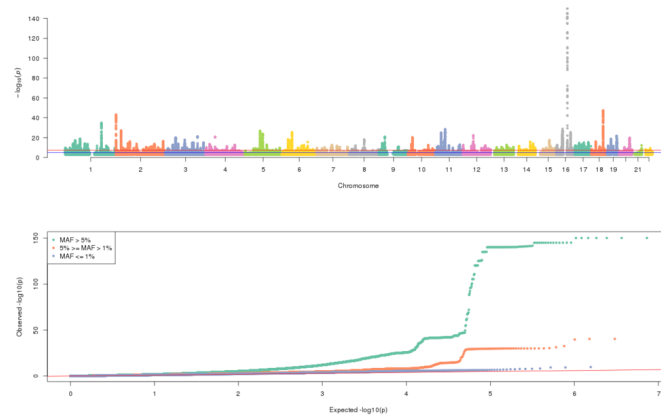 140
120
100
80
60
40
20
0
−log₁₀(p)
1 2 3 4 5 6 7 8 9 10 11 12 13 14 15 16 17 18 19 21
Chromosome
MAF > 5%
5% >= MAF > 1%
MAF <= 1%
150
100
50
0
Observed -log10(p)
0 1 2 3 4 5 6 7
Expected -log10(p)